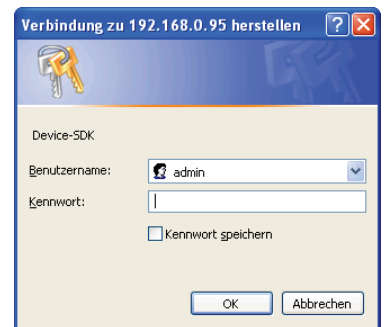 Verbindung zu 192.168.0.95 herstellen
Device-SDK
Benutzername: admin
Kennwort:
Kennwort speichern
OK Abbrechen